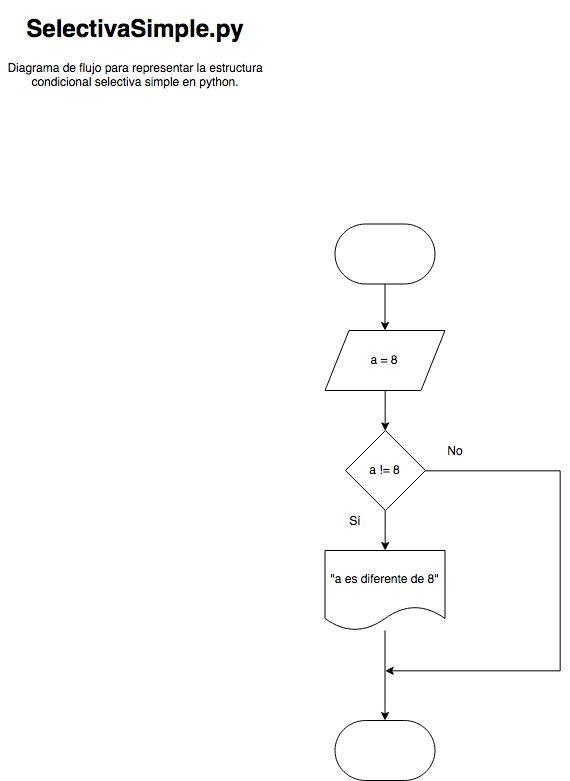 SelectivaSimple.py
Diagrama de flujo para representar la estructura
condicional selectiva simple en python.
a = 8
No
a != 8
Sí
"a es diferente de 8"